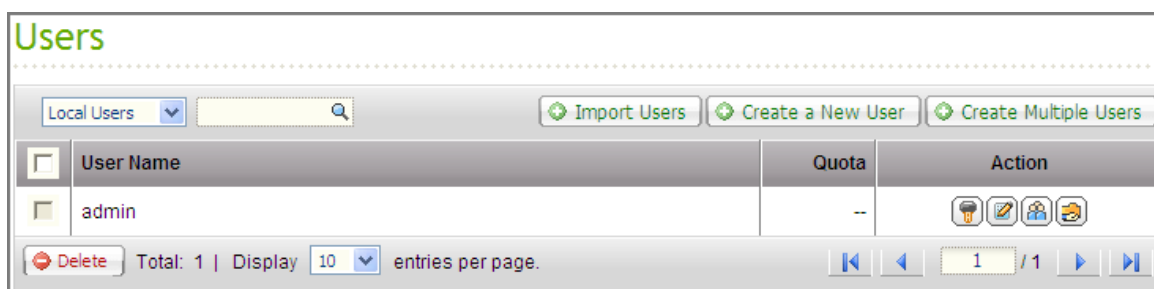 Users
Local Users Import Users Create a New User Create Multiple Users
User Name Quota Action
admin --
Delete Total: 1 | Display 10 entries per page. 1 / 1